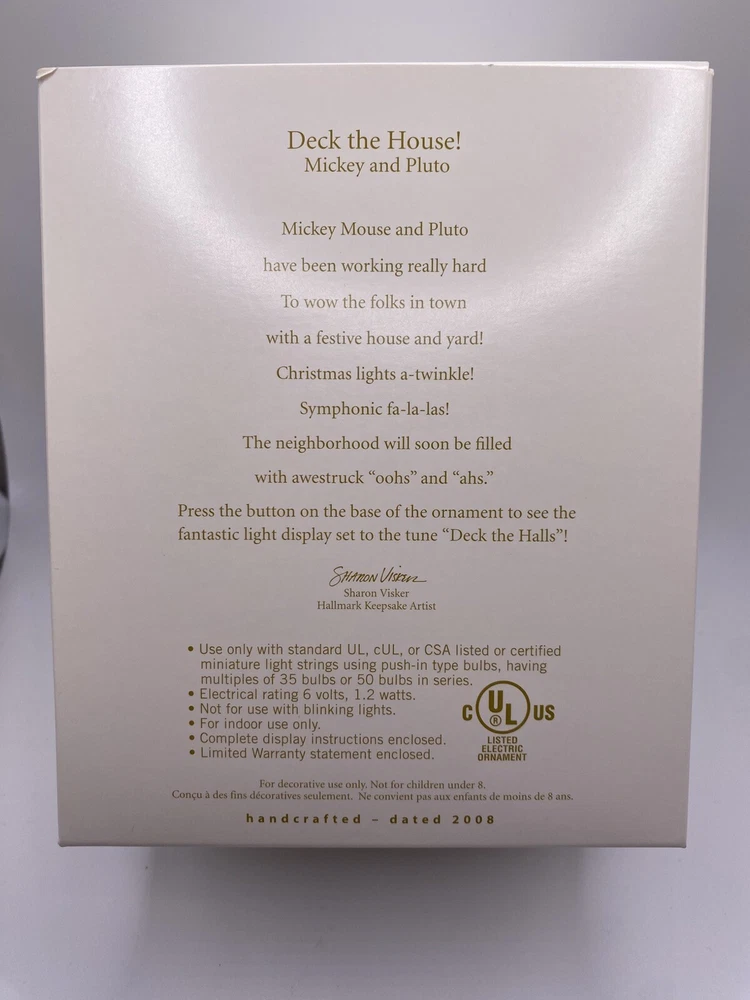 Deck the House!
Mickey and Pluto
Mickey Mouse and Pluto
have been working really hard
To wow the folks in town
with a festive house and yard!
Christmas lights a-twinkle!
Symphonic fa-la-las!
The neighborhood will soon be filled
with awestruck “oohs” and “ahs.”
Press the button on the base of the ornament to see the
fantastic light display set to the tune “Deck the Halls”!
Sharon Visker
Sharon Visker
Hallmark Keepsake Artist
• Use only with standard UL, cUL, or CSA listed or certified
miniature light strings using push-in type bulbs, having
multiples of 35 bulbs or 50 bulbs in series.
• Electrical rating 6 volts, 1.2 watts.
• Not for use with blinking lights.
• For indoor use only.
• Complete display instructions enclosed.
• Limited Warranty statement enclosed.
C UL ® US
LISTED
ELECTRIC
ORNAMENT
For decorative use only. Not for children under 8.
Conçu à des fins décoratives seulement. Ne convient pas aux enfants de moins de 8 ans.
handcrafted – dated 2008